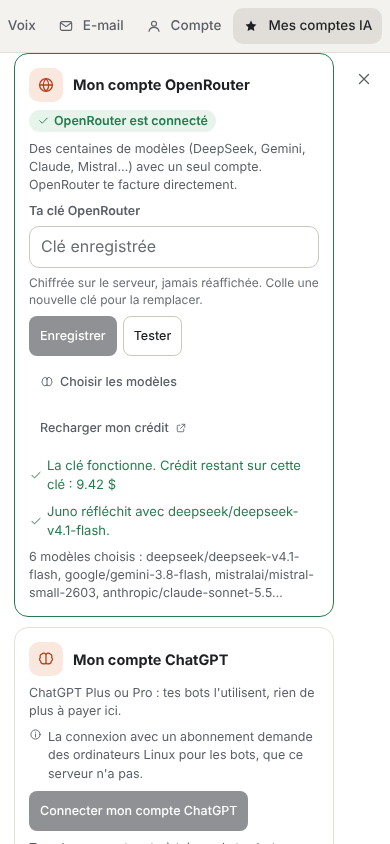 Voix E-mail Compte Mes comptes IA
Mon compte OpenRouter
OpenRouter est connecté
Des centaines de modèles (DeepSeek, Gemini,
Claude, Mistral...) avec un seul compte.
OpenRouter te facture directement.
Ta clé OpenRouter
Clé enregistrée
Chiffrée sur le serveur, jamais réaffichée. Colle une
nouvelle clé pour la remplacer.
Enregistrer Tester
Choisir les modèles
Recharger mon crédit
La clé fonctionne. Crédit restant sur cette
clé : 9.42 $
Juno réfléchit avec deepseek/deepseek-
v4.1-flash.
6 modèles choisis : deepseek/deepseek-v4.1-
flash, google/gemini-3.8-flash, mistralai/mistral-
small-2603, anthropic/claude-sonnet-5.5...
Mon compte ChatGPT
ChatGPT Plus ou Pro : tes bots l'utilisent, rien de
plus à payer ici.
La connexion avec un abonnement demande
des ordinateurs Linux pour les bots, que ce
serveur n'a pas.
Connecter mon compte ChatGPT